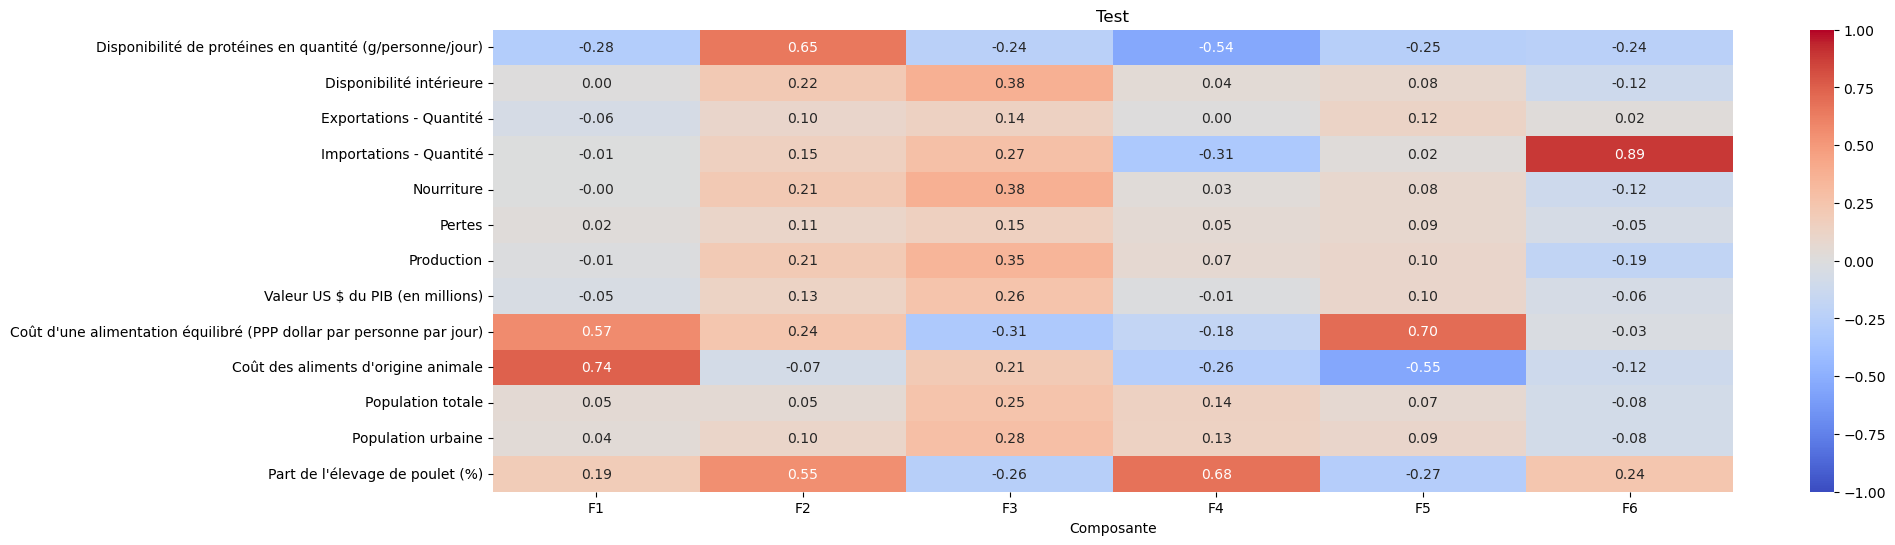 Test
Disponibilité de protéines en quantité (g/personne/jour) -0.28 0.65 -0.24 -0.54 -0.25 -0.24
Disponibilité intérieure 0.00 0.22 0.38 0.04 0.08 -0.12
Exportations - Quantité -0.06 0.10 0.14 0.00 0.12 0.02
Importations - Quantité -0.01 0.15 0.27 -0.31 0.02 0.89
Nourriture -0.00 0.21 0.38 0.03 0.08 -0.12
Pertes 0.02 0.11 0.15 0.05 0.09 -0.05
Production -0.01 0.21 0.35 0.07 0.10 -0.19
Valeur US $ du PIB (en millions) -0.05 0.13 0.26 -0.01 0.10 -0.06
Coût d'une alimentation équilibré (PPP dollar par personne par jour) 0.57 0.24 -0.31 -0.18 0.70 -0.03
Coût des aliments d'origine animale 0.74 -0.07 0.21 -0.26 -0.55 -0.12
Population totale 0.05 0.05 0.25 0.14 0.07 -0.08
Population urbaine 0.04 0.10 0.28 0.13 0.09 -0.08
Part de l'élevage de poulet (%) 0.19 0.55 -0.26 0.68 -0.27 0.24
F1 F2 F3 F4 F5 F6
Composante
1.00
0.75
0.50
0.25
0.00
−0.25
−0.50
−0.75
−1.00